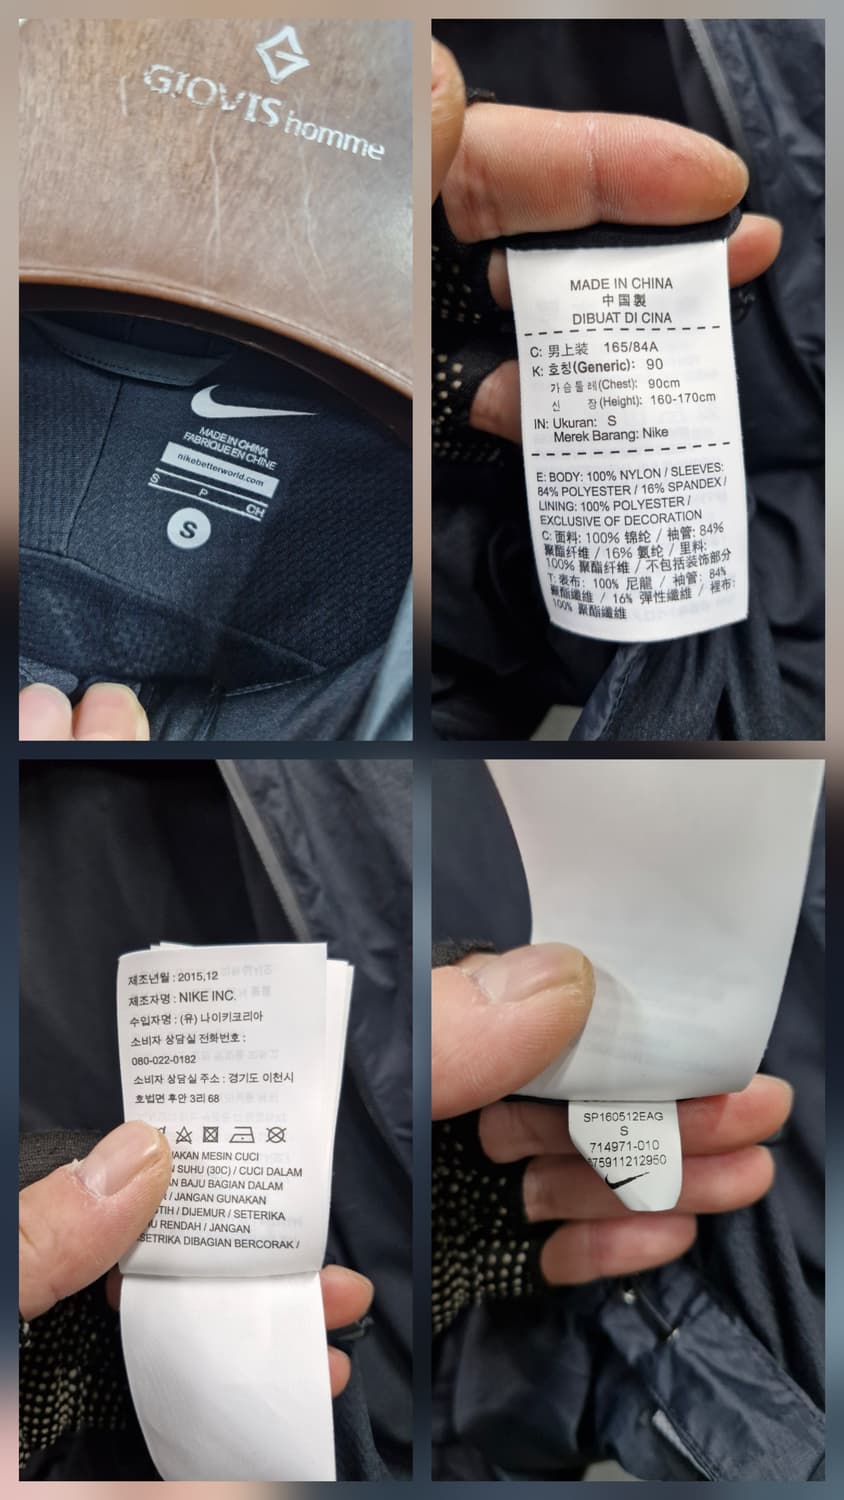 GIOVIS homme
MADE IN CHINA
FABRIQUE EN CHINE
nikebetterworld.com
S P CH
S
MADE IN CHINA
中国製
DIBUAT DI CINA
C: 男上装 165/84A
K: 호칭(Generic): 90
가슴둘레(Chest): 90cm
신 장(Height): 160-170cm
IN: Ukuran: S
Merek Barang: Nike
E: BODY: 100% NYLON / SLEEVES:
84% POLYESTER / 16% SPANDEX /
LINING: 100% POLYESTER /
EXCLUSIVE OF DECORATION
C: 面料: 100% 锦纶 / 袖管: 84%
聚酯纤维 / 16% 氨纶 / 里料:
100% 聚酯纤维 / 不包括装饰部分
T: 表布: 100% 尼龍 / 袖管: 84%
聚酯纖維 / 16% 彈性纖維 / 裡布:
100% 聚酯纖維
제조년월 : 2015,12
제조자명 : NIKE INC.
수입자명 : (유) 나이키코리아
소비자 상담실 전화번호 :
080-022-0182
소비자 상담실 주소 : 경기도 이천시
호법면 후안 3리 68
MESIN CUCI
SUHU (30C) / CUCI DALAM
BAJU BAGIAN DALAM
/ JANGAN GUNAKAN
/ DIJEMUR / SETERIKA
RENDAH / JANGAN
DIBAGIAN BERCORAK /
SP160512EAG
S
714971-010
75911212950